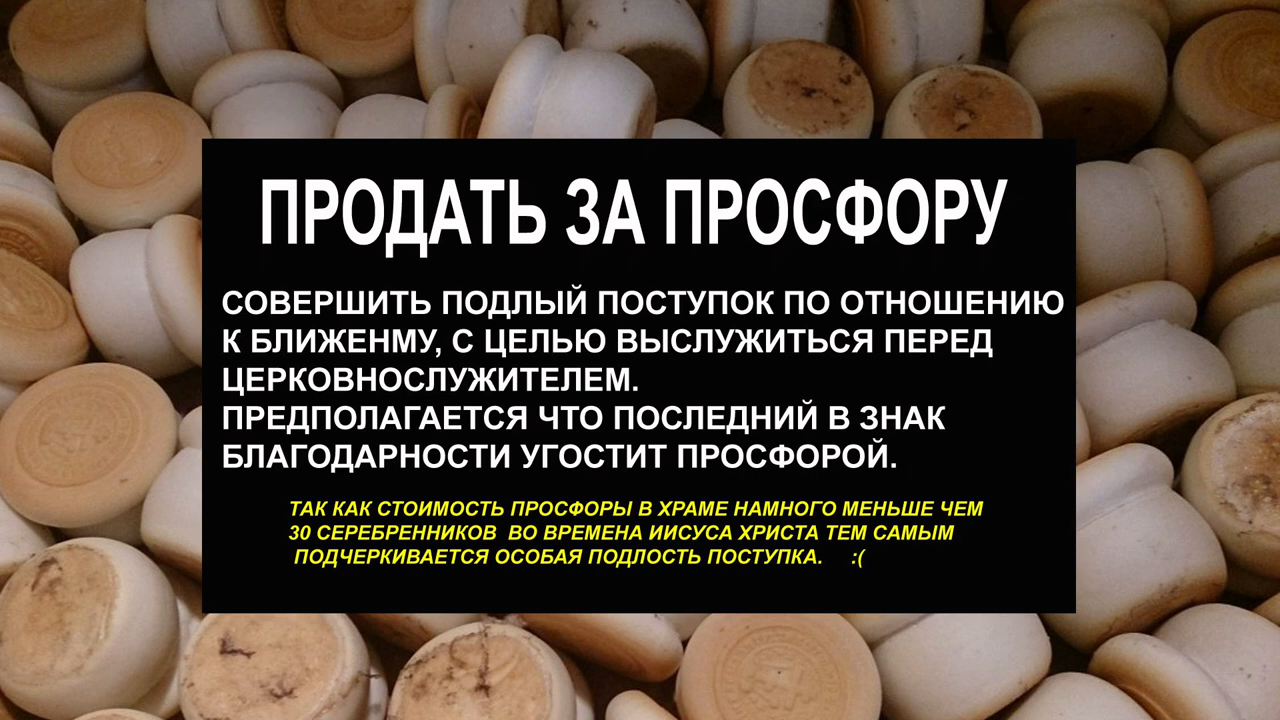 ПРОДАТЬ ЗА ПРОСФОРУ
СОВЕРШИТЬ ПОДЛЫЙ ПОСТУПОК ПО ОТНОШЕНИЮ
К БЛИЖЕНМУ, С ЦЕЛЬЮ ВЫСЛУЖИТЬСЯ ПЕРЕД
ЦЕРКОВНОСЛУЖИТЕЛЕМ.
ПРЕДПОЛАГАЕТСЯ ЧТО ПОСЛЕДНИЙ В ЗНАК
БЛАГОДАРНОСТИ УГОСТИТ ПРОСФОРОЙ.
ТАК КАК СТОИМОСТЬ ПРОСФОРЫ В ХРАМЕ НАМНОГО МЕНЬШЕ ЧЕМ
30 СЕРЕБРЕННИКОВ ВО ВРЕМЕНА ИИСУСА ХРИСТА ТЕМ САМЫМ
ПОДЧЕРКИВАЕТСЯ ОСОБАЯ ПОДЛОСТЬ ПОСТУПКА. :(